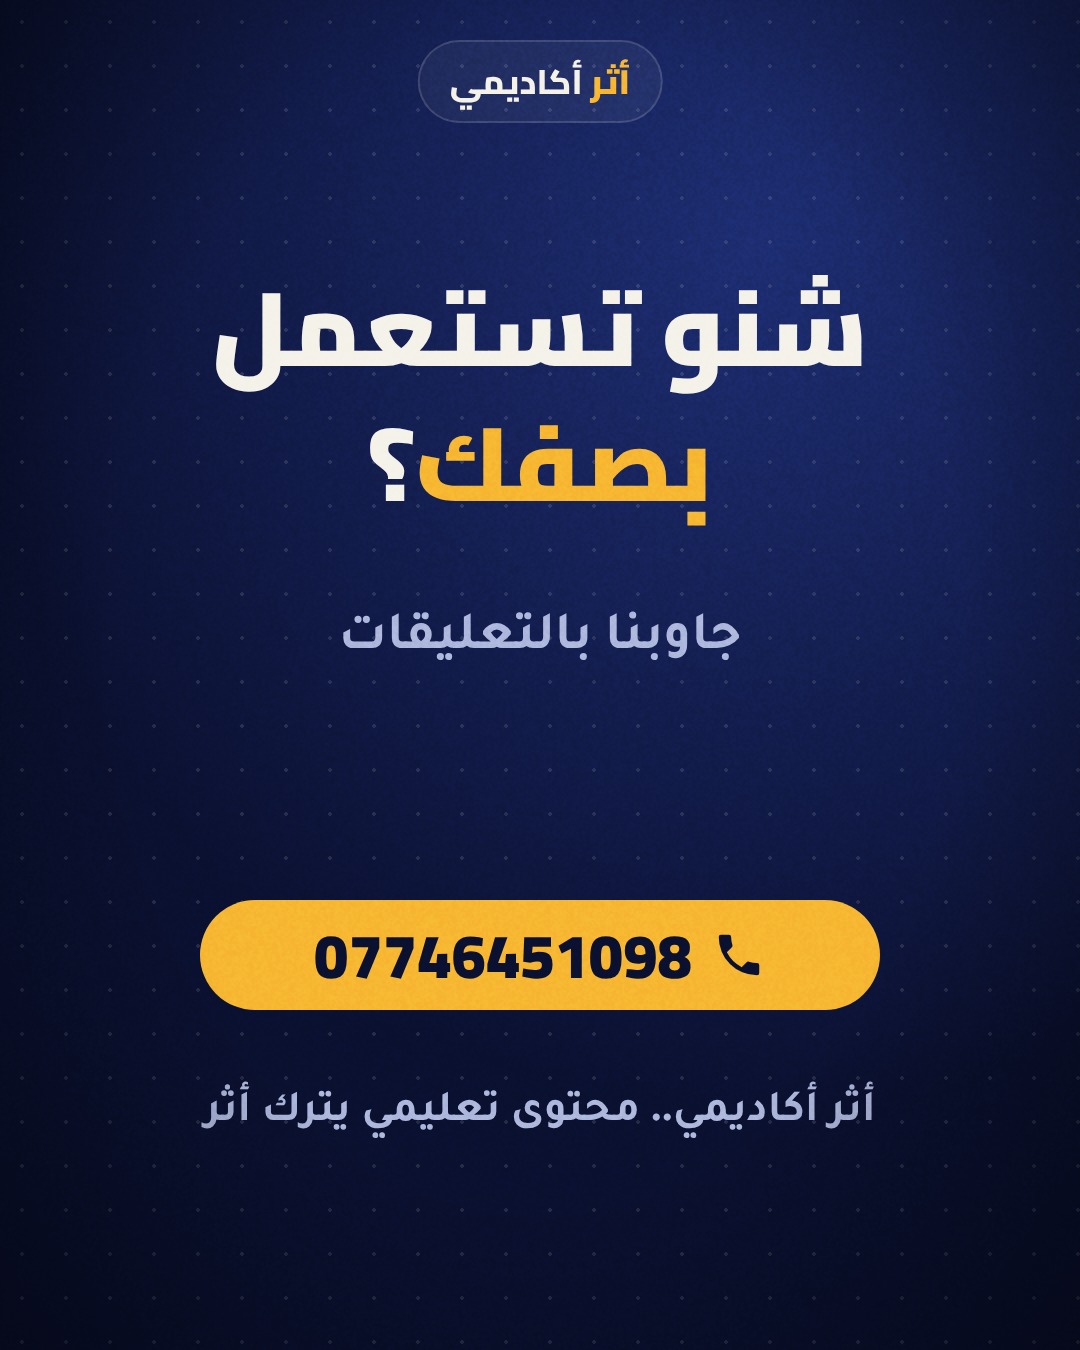 أثر أكاديمي
شنو تستعمل
بصفك؟
جاوبنا بالتعليقات
07746451098
أثر أكاديمي.. محتوى تعليمي يترك أثر